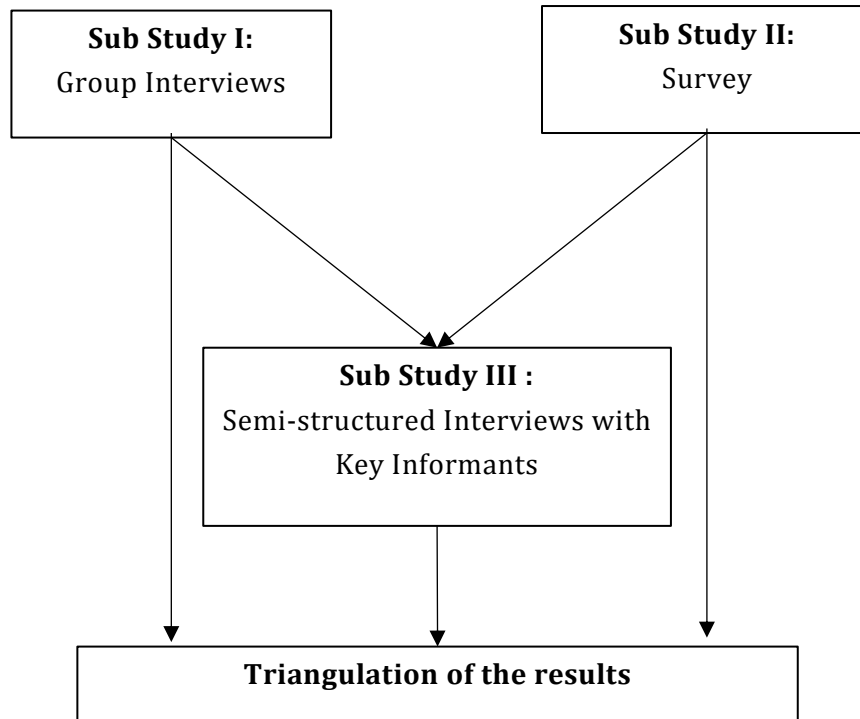 Sub Study I:
Group Interviews
Sub Study II:
Survey
Sub Study III :
Semi-structured Interviews with
Key Informants
Triangulation of the results